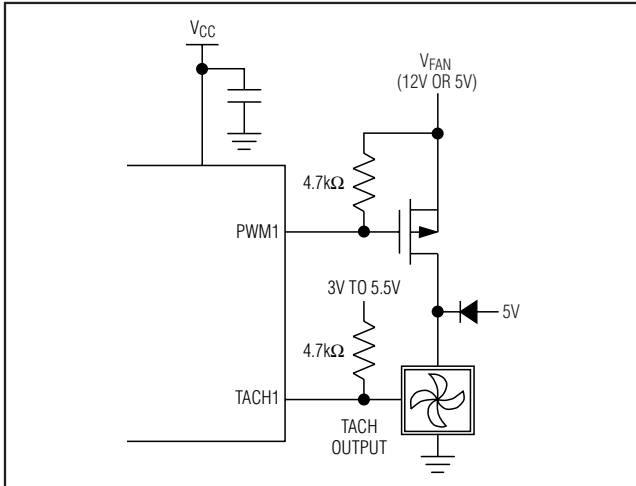 VCC
VFAN
(12V OR 5V)
4.7kΩ
PWM1
3V TO 5.5V
5V
4.7kΩ
TACH1
TACH
OUTPUT